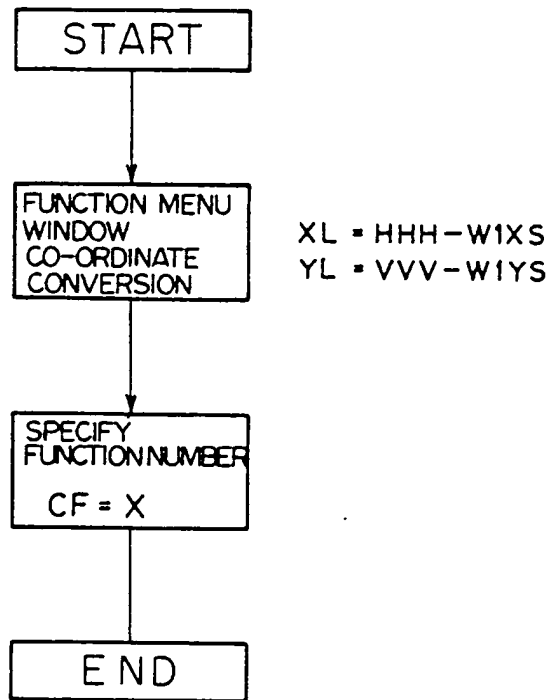 START
FUNCTION MENU
WINDOW
CO-ORDINATE
CONVERSION
XL = HHH-W1XS
YL = VVV-W1YS
SPECIFY
FUNCTION NUMBER
CF = X
END